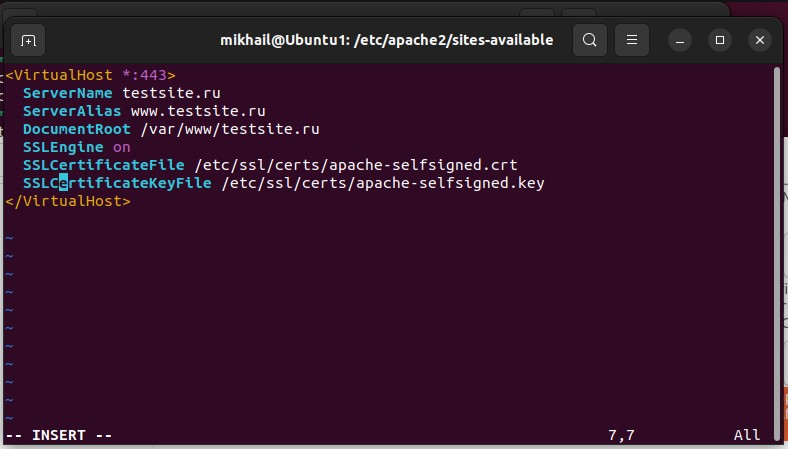 mikhail@Ubuntu1: /etc/apache2/sites-available
<VirtualHost *:443>
  ServerName testsite.ru
  ServerAlias www.testsite.ru
  DocumentRoot /var/www/testsite.ru
  SSLEngine on
  SSLCertificateFile /etc/ssl/certs/apache-selfsigned.crt
  SSLCertificateKeyFile /etc/ssl/certs/apache-selfsigned.key
</VirtualHost>
~
~
~
~
~
~
~
~
~
~
~
-- INSERT -- 7,7 All